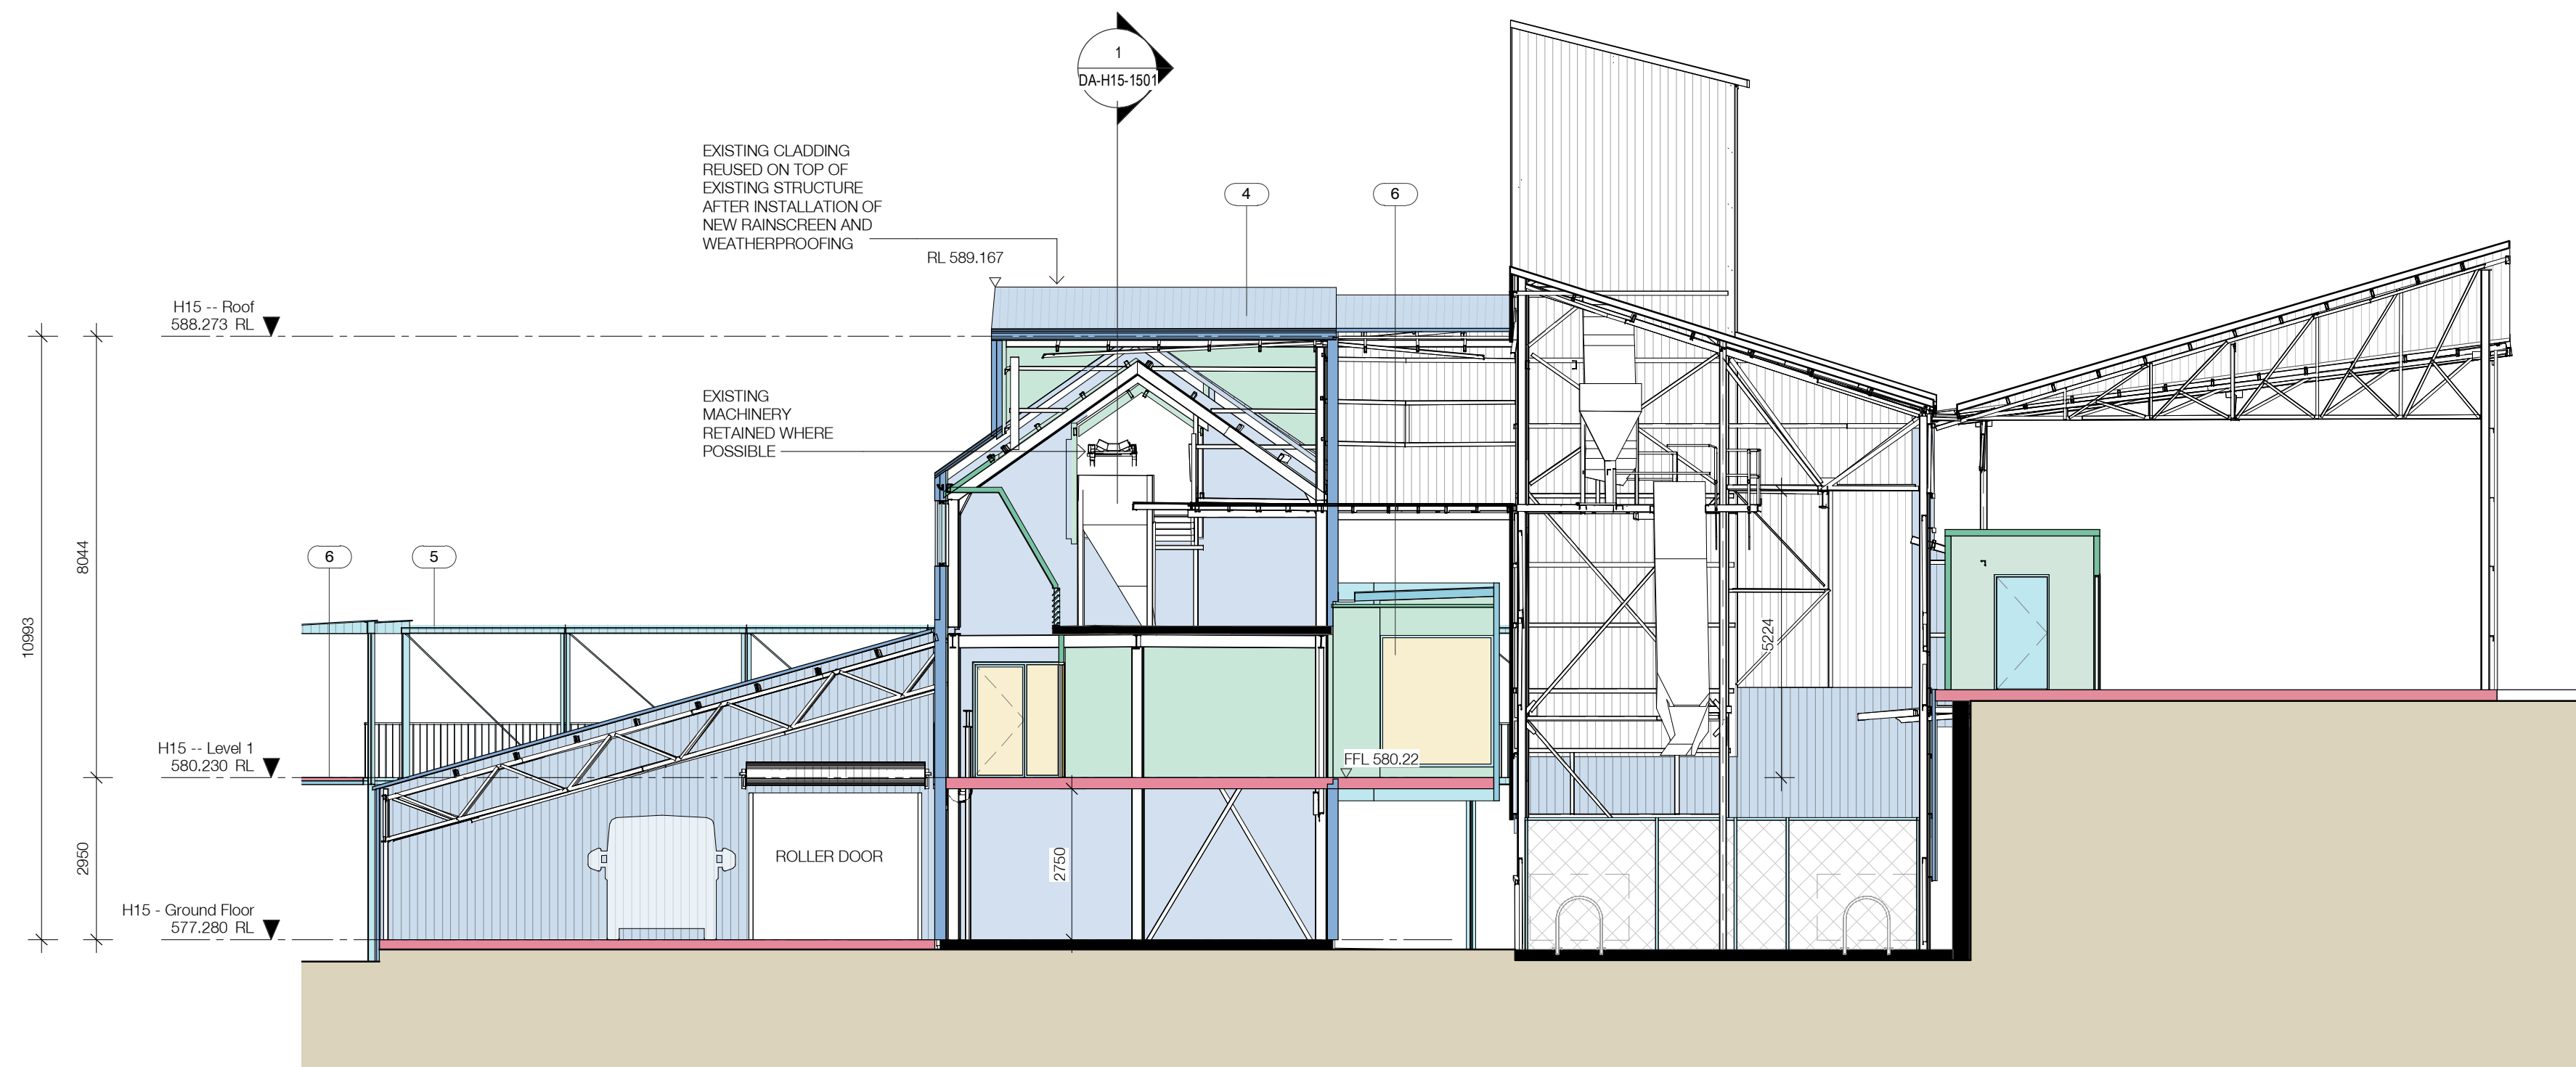 1
DA-H15-1501
EXISTING CLADDING
REUSED ON TOP OF
EXISTING STRUCTURE
AFTER INSTALLATION OF
NEW RAINSCREEN AND
WEATHERPROOFING
4
6
RL 589.167
H15 -- Roof
588.273 RL
EXISTING
MACHINERY
RETAINED WHERE
POSSIBLE
6
5
8044
10993
5224
H15 -- Level 1
580.230 RL
FFL 580.22
2950
2750
ROLLER DOOR
H15 - Ground Floor
577.280 RL